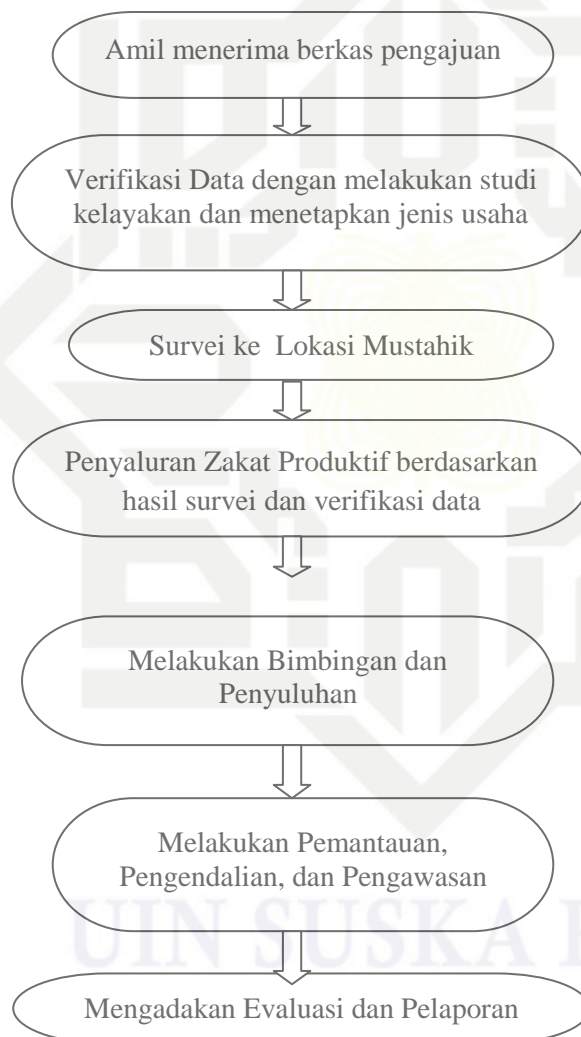 Amil menerima berkas pengajuan
Verifikasi Data dengan melakukan studi
kelayakan dan menetapkan jenis usaha
Survei ke Lokasi Mustahik
Penyaluran Zakat Produktif berdasarkan
hasil survei dan verifikasi data
Melakukan Bimbingan dan
Penyuluhan
Melakukan Pemantauan,
Pengendalian, dan Pengawasan
UIN SUSKA
Mengadakan Evaluasi dan Pelaporan